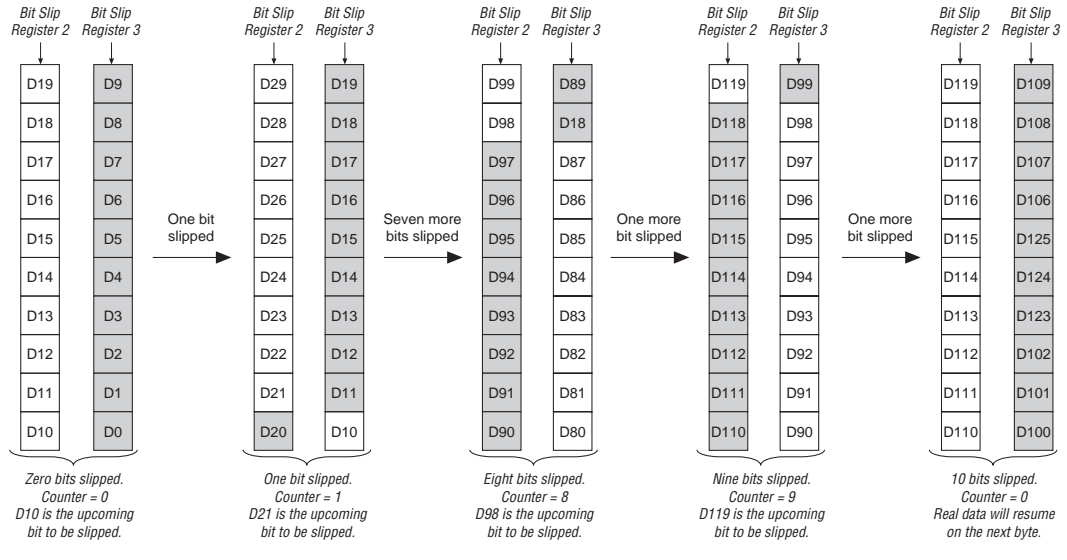 Bit Slip Register 2 Bit Slip Register 3
D19 D9
D18 D8
D17 D7
D16 D6
D15 D5
D14 D4
D13 D3
D12 D2
D11 D1
D10 D0
Zero bits slipped.
Counter = 0
D10 is the upcoming
bit to be slipped.
One bit
slipped
Bit Slip Register 2 Bit Slip Register 3
D29 D19
D28 D18
D27 D17
D26 D16
D25 D15
D24 D14
D23 D13
D22 D12
D21 D11
D20 D10
One bit slipped.
Counter = 1
D21 is the upcoming
bit to be slipped.
Seven more
bits slipped
Bit Slip Register 2 Bit Slip Register 3
D99 D89
D98 D18
D97 D87
D96 D86
D95 D85
D94 D84
D93 D83
D92 D82
D91 D81
D90 D80
Eight bits slipped.
Counter = 8
D98 is the upcoming
bit to be slipped.
One more
bit slipped
Bit Slip Register 2 Bit Slip Register 3
D119 D99
D118 D98
D117 D97
D116 D96
D115 D95
D114 D94
D113 D93
D112 D92
D111 D91
D110 D90
Nine bits slipped.
Counter = 9
D119 is the upcoming
bit to be slipped.
One more
bit slipped
Bit Slip Register 2 Bit Slip Register 3
D119 D109
D118 D108
D117 D107
D116 D106
D115 D125
D114 D124
D113 D123
D112 D102
D111 D101
D110 D100
10 bits slipped.
Counter = 0
Real data will resume
on the next byte.